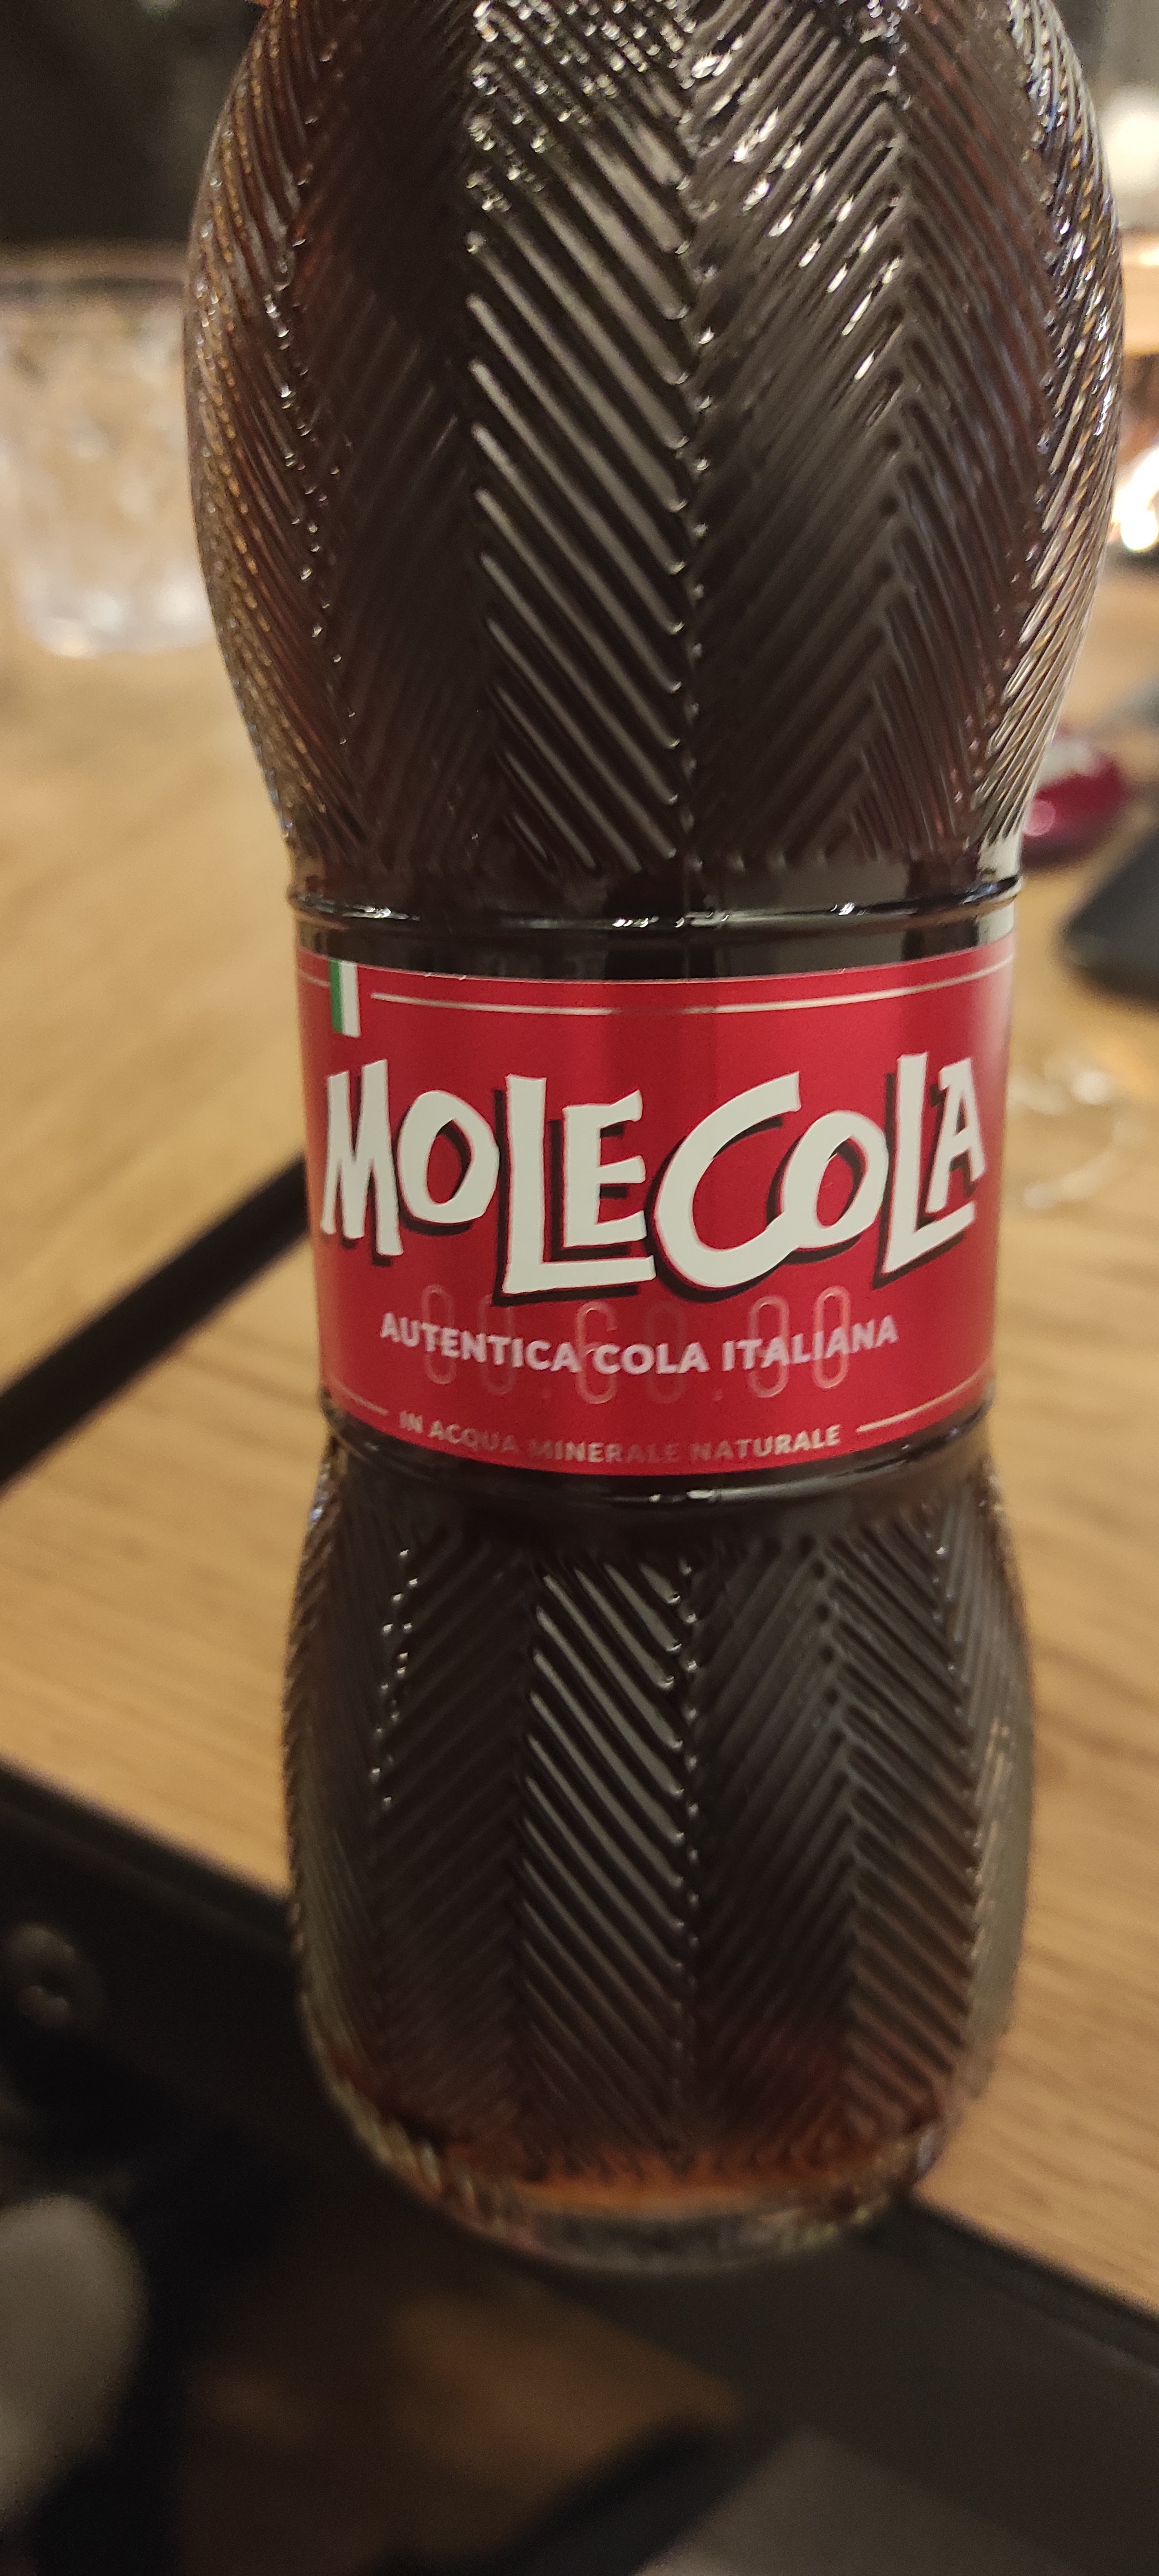 MOLECOLA
AUTENTICA COLA ITALIANA
IN ACQUA MINERALE NATURALE